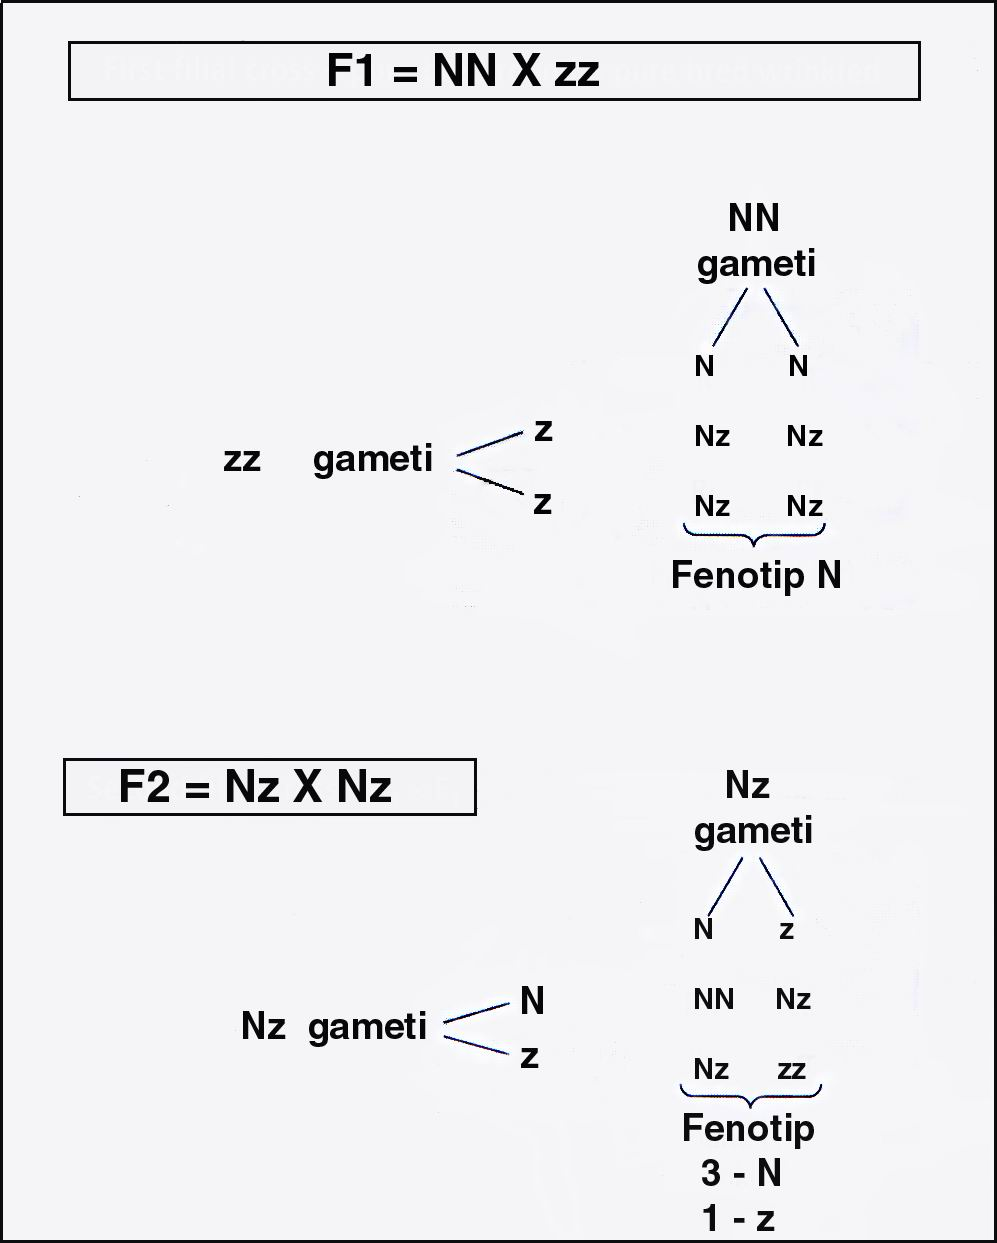 F1 = NN X zz
NN
gameti
N N
zz gameti
z
z
Nz Nz
Nz Nz
Fenotip N
F2 = Nz X Nz
Nz
gameti
N z
Nz gameti
N
z
NN Nz
Nz zz
Fenotip
3 - N
1 - z